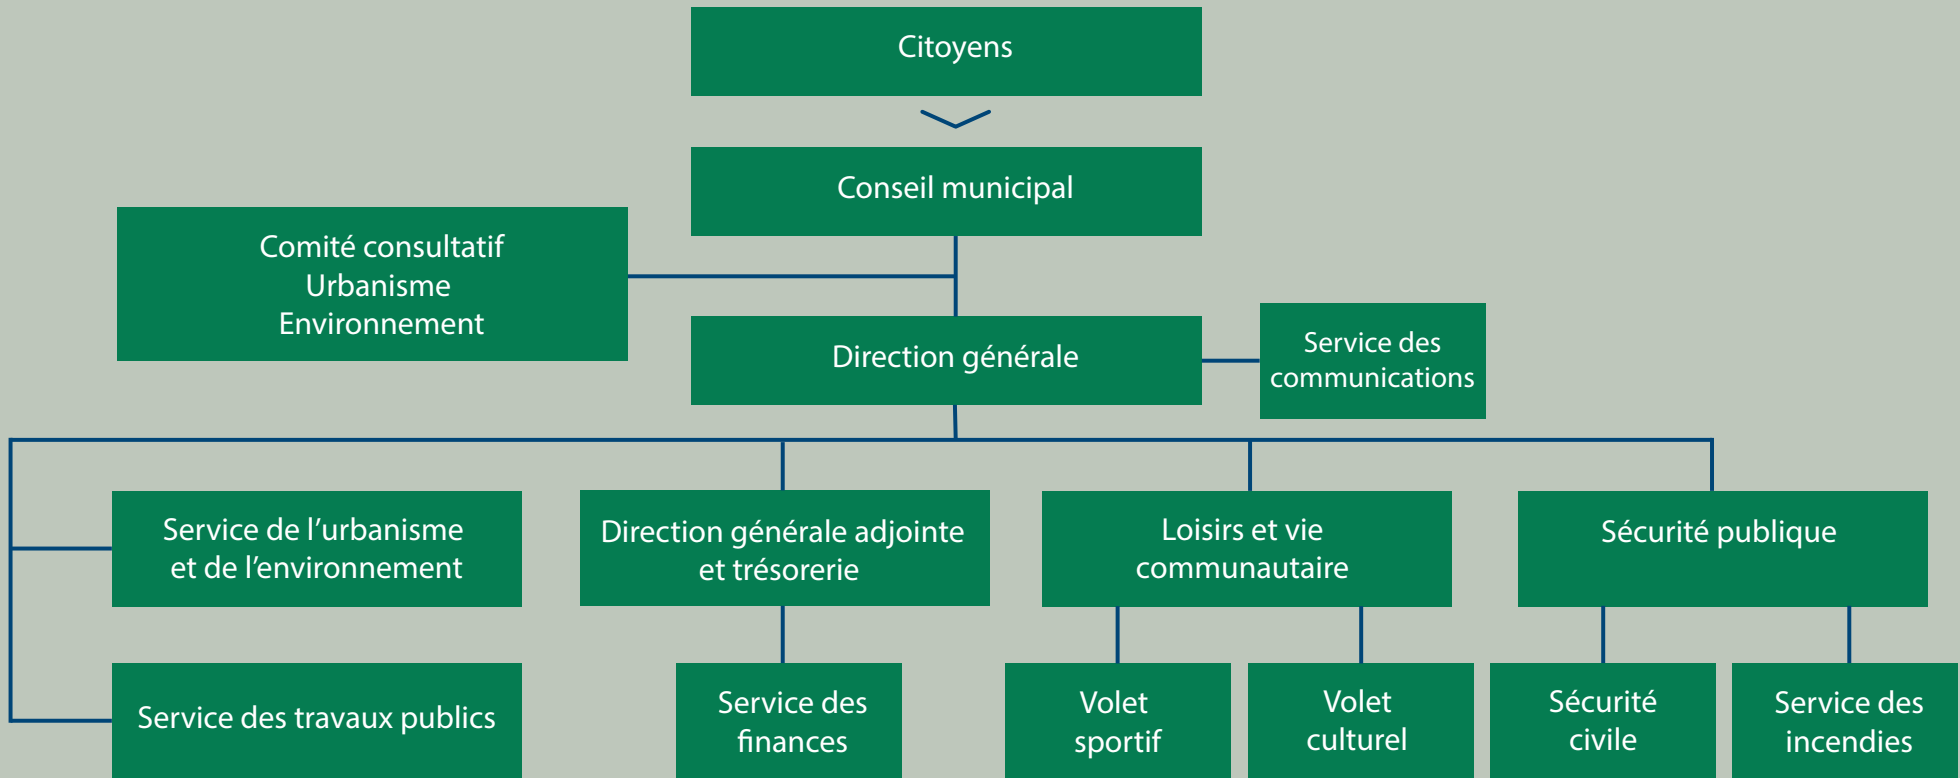 Citoyens
Conseil municipal
Comité consultatif
Urbanisme
Environnement
Direction générale
Service des
communications
Service de l’urbanisme
et de l’environnement
Direction générale adjointe
et trésorerie
Loisirs et vie
communautaire
Sécurité publique
Service des travaux publics
Service des
finances
Volet
sportif
Volet
culturel
Sécurité
civile
Service des
incendies